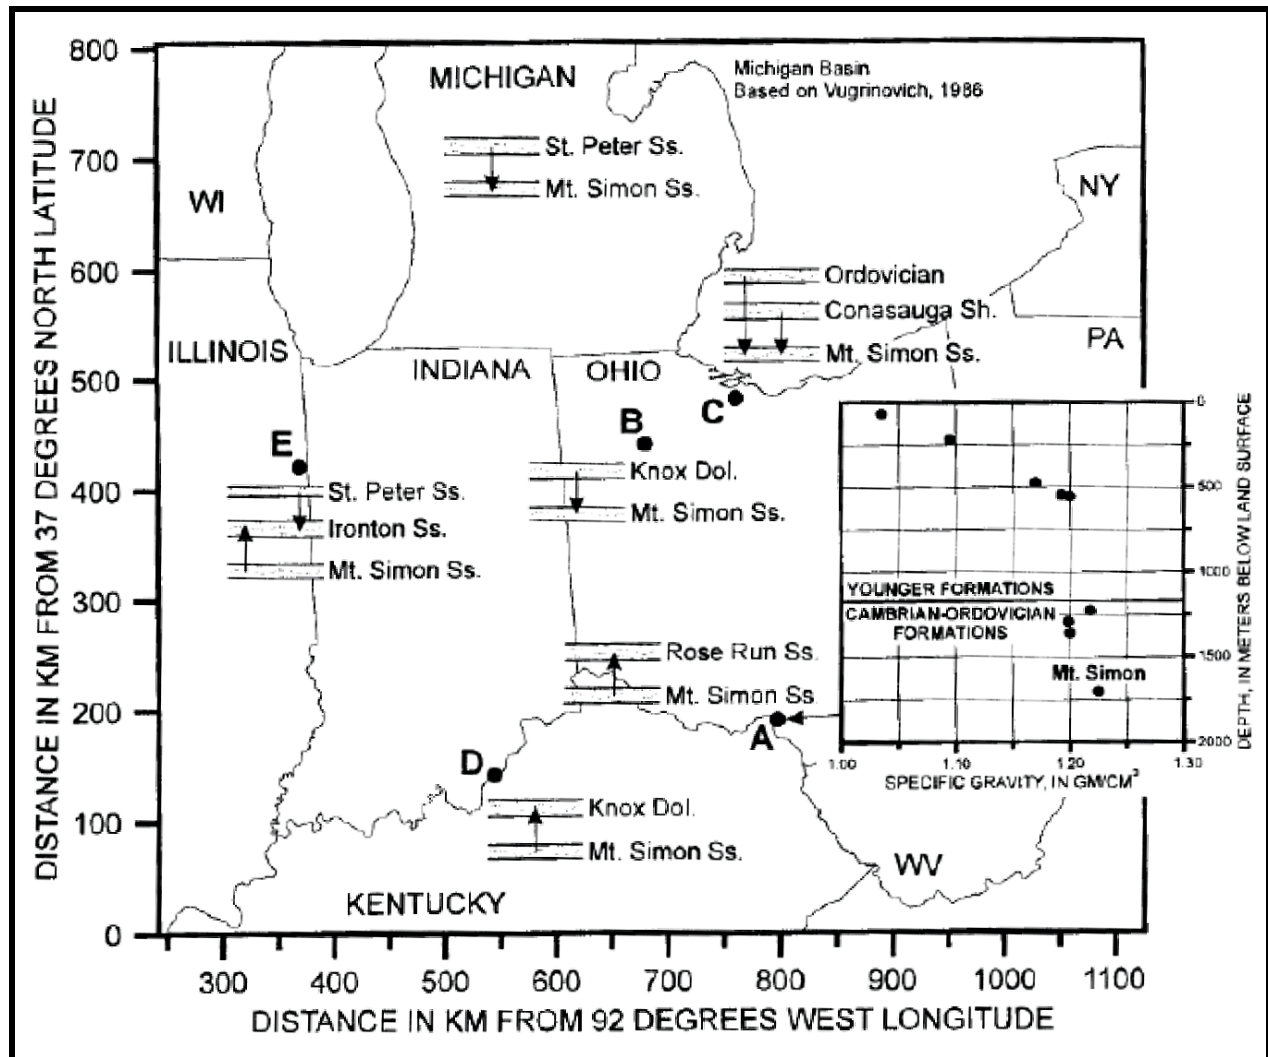 DISTANCE IN KM FROM 37 DEGREES NORTH LATITUDE
800
700
600
500
400
300
200
100
0
MICHIGAN
Michigan Basin
Based on Vugrinovich, 1986
St. Peter Ss.
Mt. Simon Ss.
WI
NY
Ordovician
Conasauga Sh.
Mt. Simon Ss.
PA
ILLINOIS
INDIANA
OHIO
C
B
E
Knox Dol.
Mt. Simon Ss.
St. Peter Ss.
Ironton Ss.
Mt. Simon Ss.
Rose Run Ss.
Mt. Simon Ss
A
D
Knox Dol.
Mt. Simon Ss.
WV
KENTUCKY
0
500
1000
1500
2000
DEPTH, IN METERS BELOW LAND SURFACE
YOUNGER FORMATIONS
CAMBRIAN-ORDOVICIAN
FORMATIONS
Mt. Simon
1.00 1.10 1.20 1.30
SPECIFIC GRAVITY, IN GM/CM³
300 400 500 600 700 800 900 1000 1100
DISTANCE IN KM FROM 92 DEGREES WEST LONGITUDE